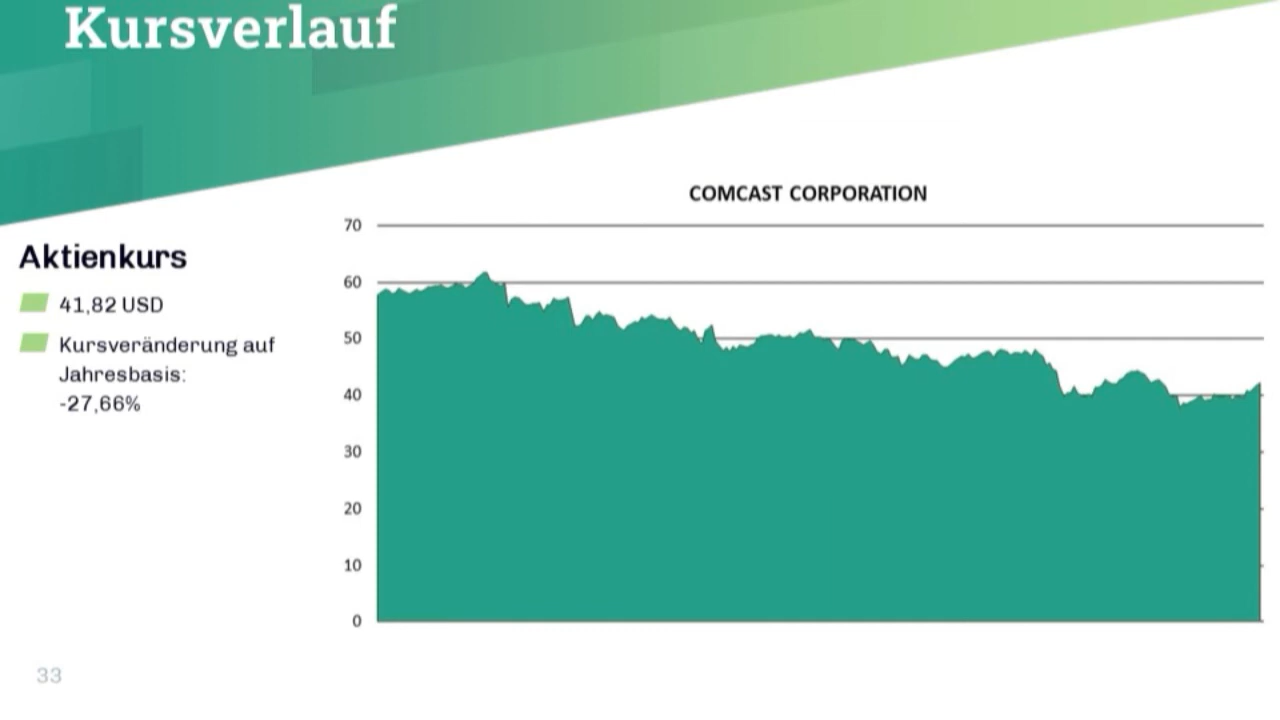 Kursverlauf
COMCAST CORPORATION
Aktienkurs
41,82 USD
Kursveränderung auf
Jahresbasis:
-27,66%
70
60
50
40
30
20
10
0
33